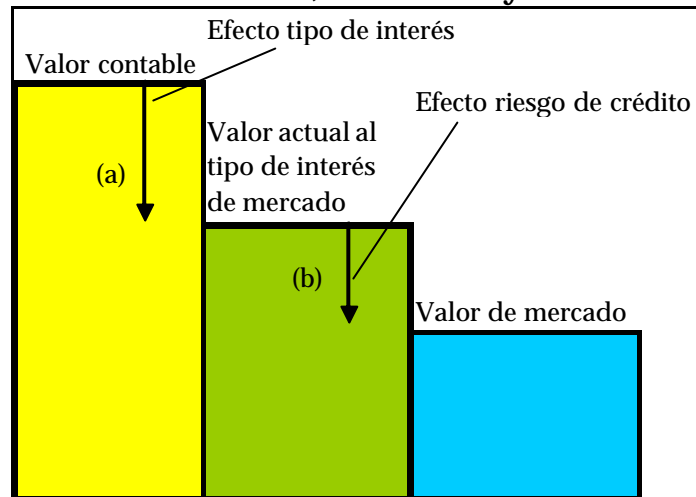 Efecto tipo de interés
Valor contable
Efecto riesgo de crédito
Valor actual al
tipo de interés
de mercado
(a)
(b)
Valor de mercado